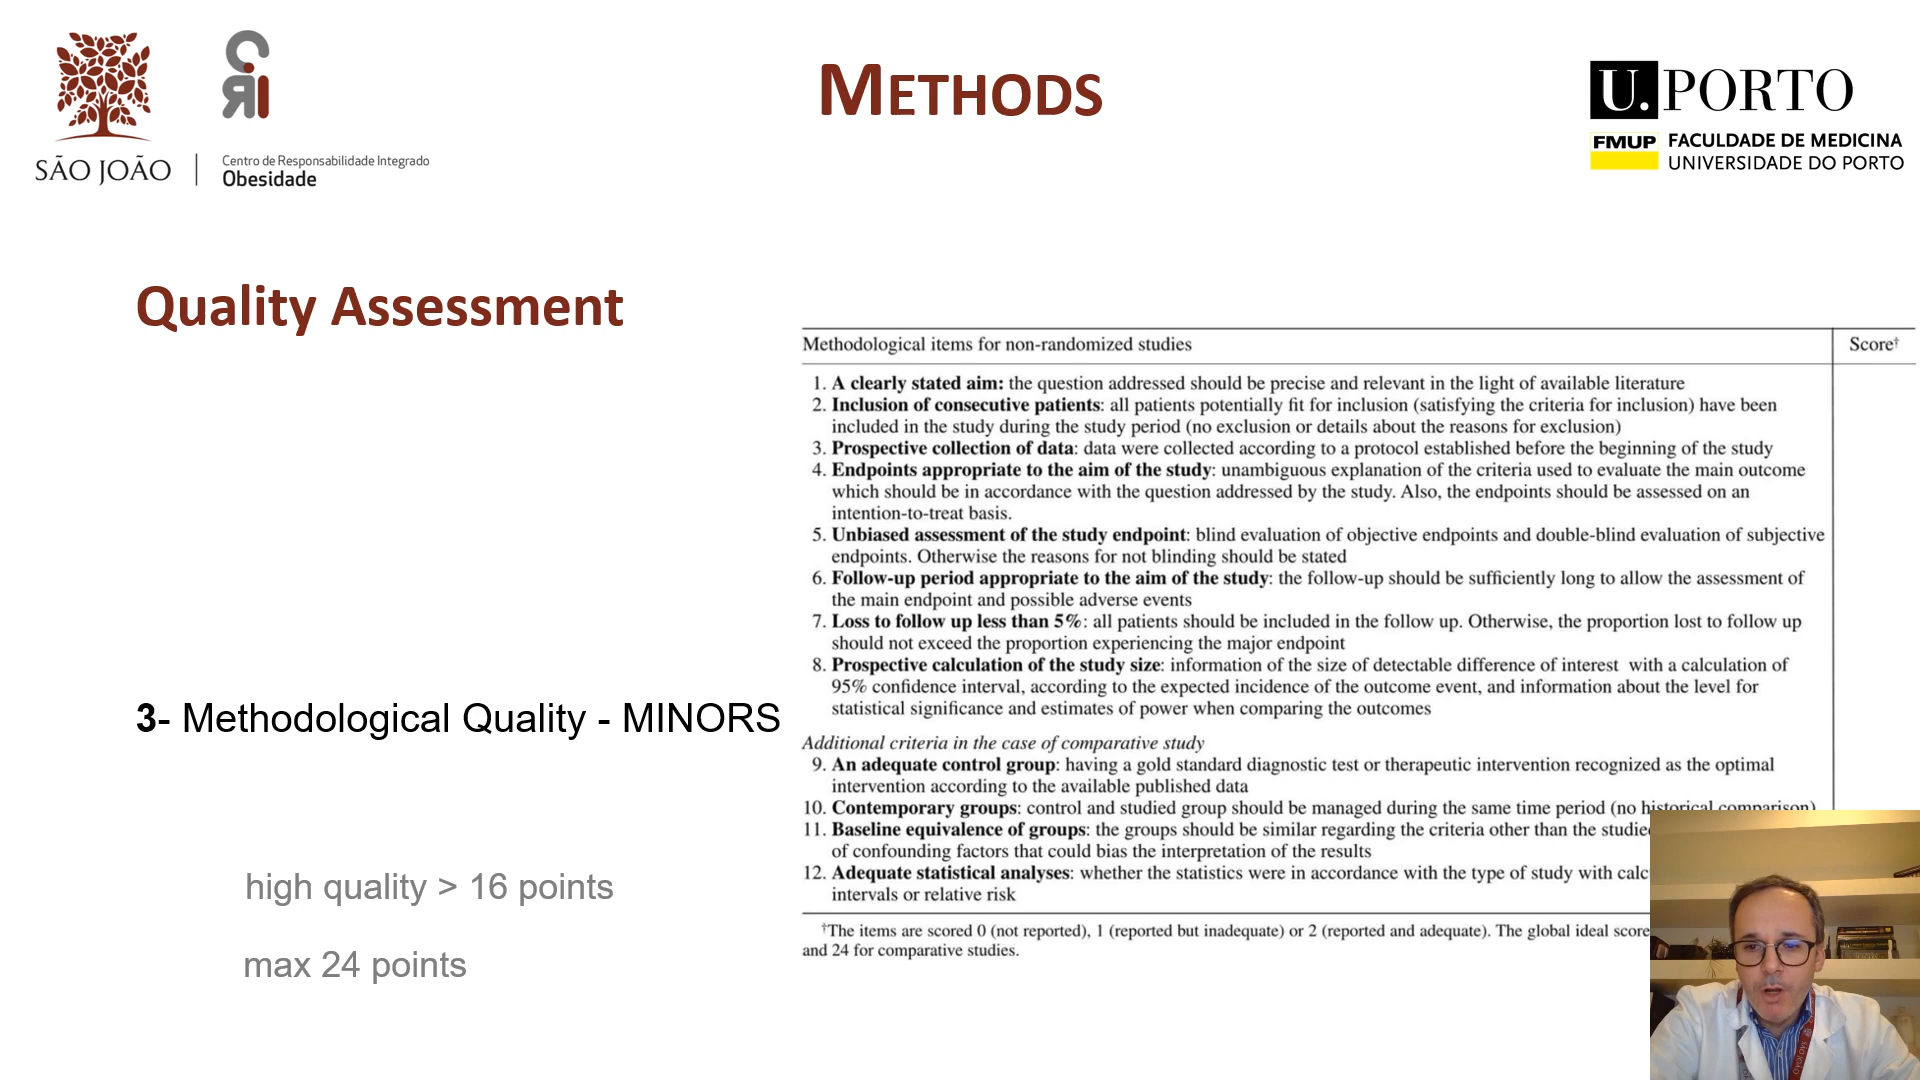 METHODS
SÃO JOÃO
Centro de Responsabilidade Integrado
Obesidade
U.PORTO
FMUP FACULDADE DE MEDICINA
UNIVERSIDADE DO PORTO
Quality Assessment
3- Methodological Quality - MINORS
high quality > 16 points
max 24 points
Methodological items for non-randomized studies Score†
1. A clearly stated aim: the question addressed should be precise and relevant in the light of available literature
2. Inclusion of consecutive patients: all patients potentially fit for inclusion (satisfying the criteria for inclusion) have been
included in the study during the study period (no exclusion or details about the reasons for exclusion)
3. Prospective collection of data: data were collected according to a protocol established before the beginning of the study
4. Endpoints appropriate to the aim of the study: unambiguous explanation of the criteria used to evaluate the main outcome
which should be in accordance with the question addressed by the study. Also, the endpoints should be assessed on an
intention-to-treat basis.
5. Unbiased assessment of the study endpoint: blind evaluation of objective endpoints and double-blind evaluation of subjective
endpoints. Otherwise the reasons for not blinding should be stated
6. Follow-up period appropriate to the aim of the study: the follow-up should be sufficiently long to allow the assessment of
the main endpoint and possible adverse events
7. Loss to follow up less than 5%: all patients should be included in the follow up. Otherwise, the proportion lost to follow up
should not exceed the proportion experiencing the major endpoint
8. Prospective calculation of the study size: information of the size of detectable difference of interest with a calculation of
95% confidence interval, according to the expected incidence of the outcome event, and information about the level for
statistical significance and estimates of power when comparing the outcomes
Additional criteria in the case of comparative study
9. An adequate control group: having a gold standard diagnostic test or therapeutic intervention recognized as the optimal
intervention according to the available published data
10. Contemporary groups: control and studied group should be managed during the same time period (no historical comparison)
11. Baseline equivalence of groups: the groups should be similar regarding the criteria other than the
of confounding factors that could bias the interpretation of the results
12. Adequate statistical analyses: whether the statistics were in accordance with the type of study with
intervals or relative risk
†The items are scored 0 (not reported), 1 (reported but inadequate) or 2 (reported and adequate). The global ideal score
and 24 for comparative studies.